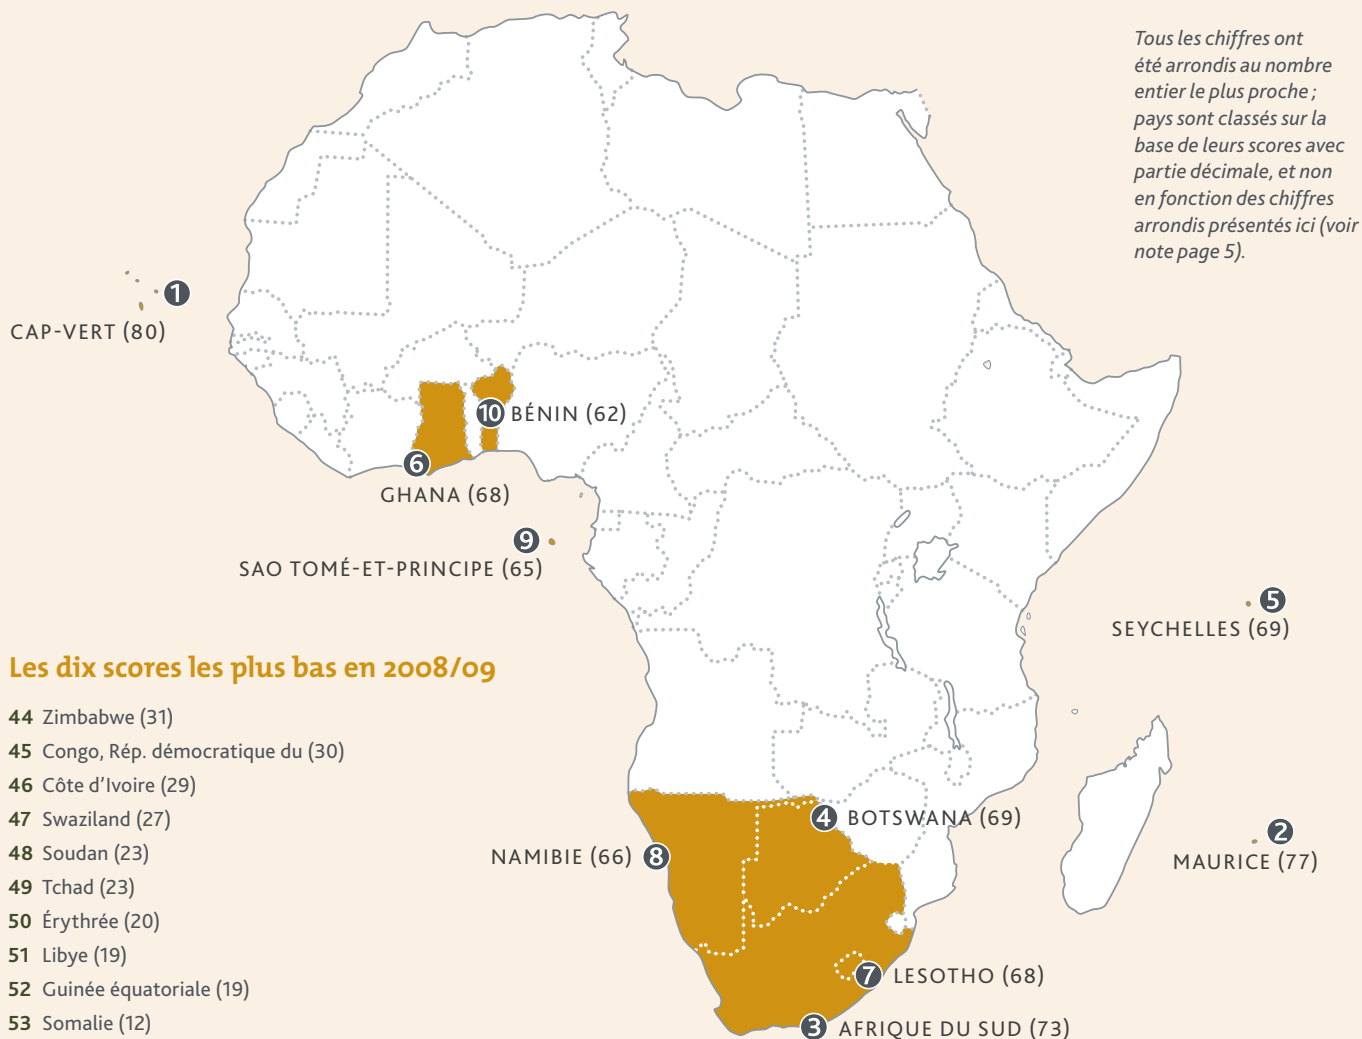 Tous les chiffres ont
été arrondis au nombre
entier le plus proche ;
pays sont classés sur la
base de leurs scores avec
partie décimale, et non
en fonction des chiffres
arrondis présentés ici (voir
note page 5).
1
CAP-VERT (80)
10 BÉNIN (62)
6
GHANA (68)
9
SAO TOMÉ-ET-PRINCIPE (65)
5
SEYCHELLES (69)
4 BOTSWANA (69)
2
MAURICE (77)
NAMIBIE (66) 8
7 LESOTHO (68)
3 AFRIQUE DU SUD (73)
Les dix scores les plus bas en 2008/09
44 Zimbabwe (31)
45 Congo, Rép. démocratique du (30)
46 Côte d'Ivoire (29)
47 Swaziland (27)
48 Soudan (23)
49 Tchad (23)
50 Érythrée (20)
51 Libye (19)
52 Guinée équatoriale (19)
53 Somalie (12)